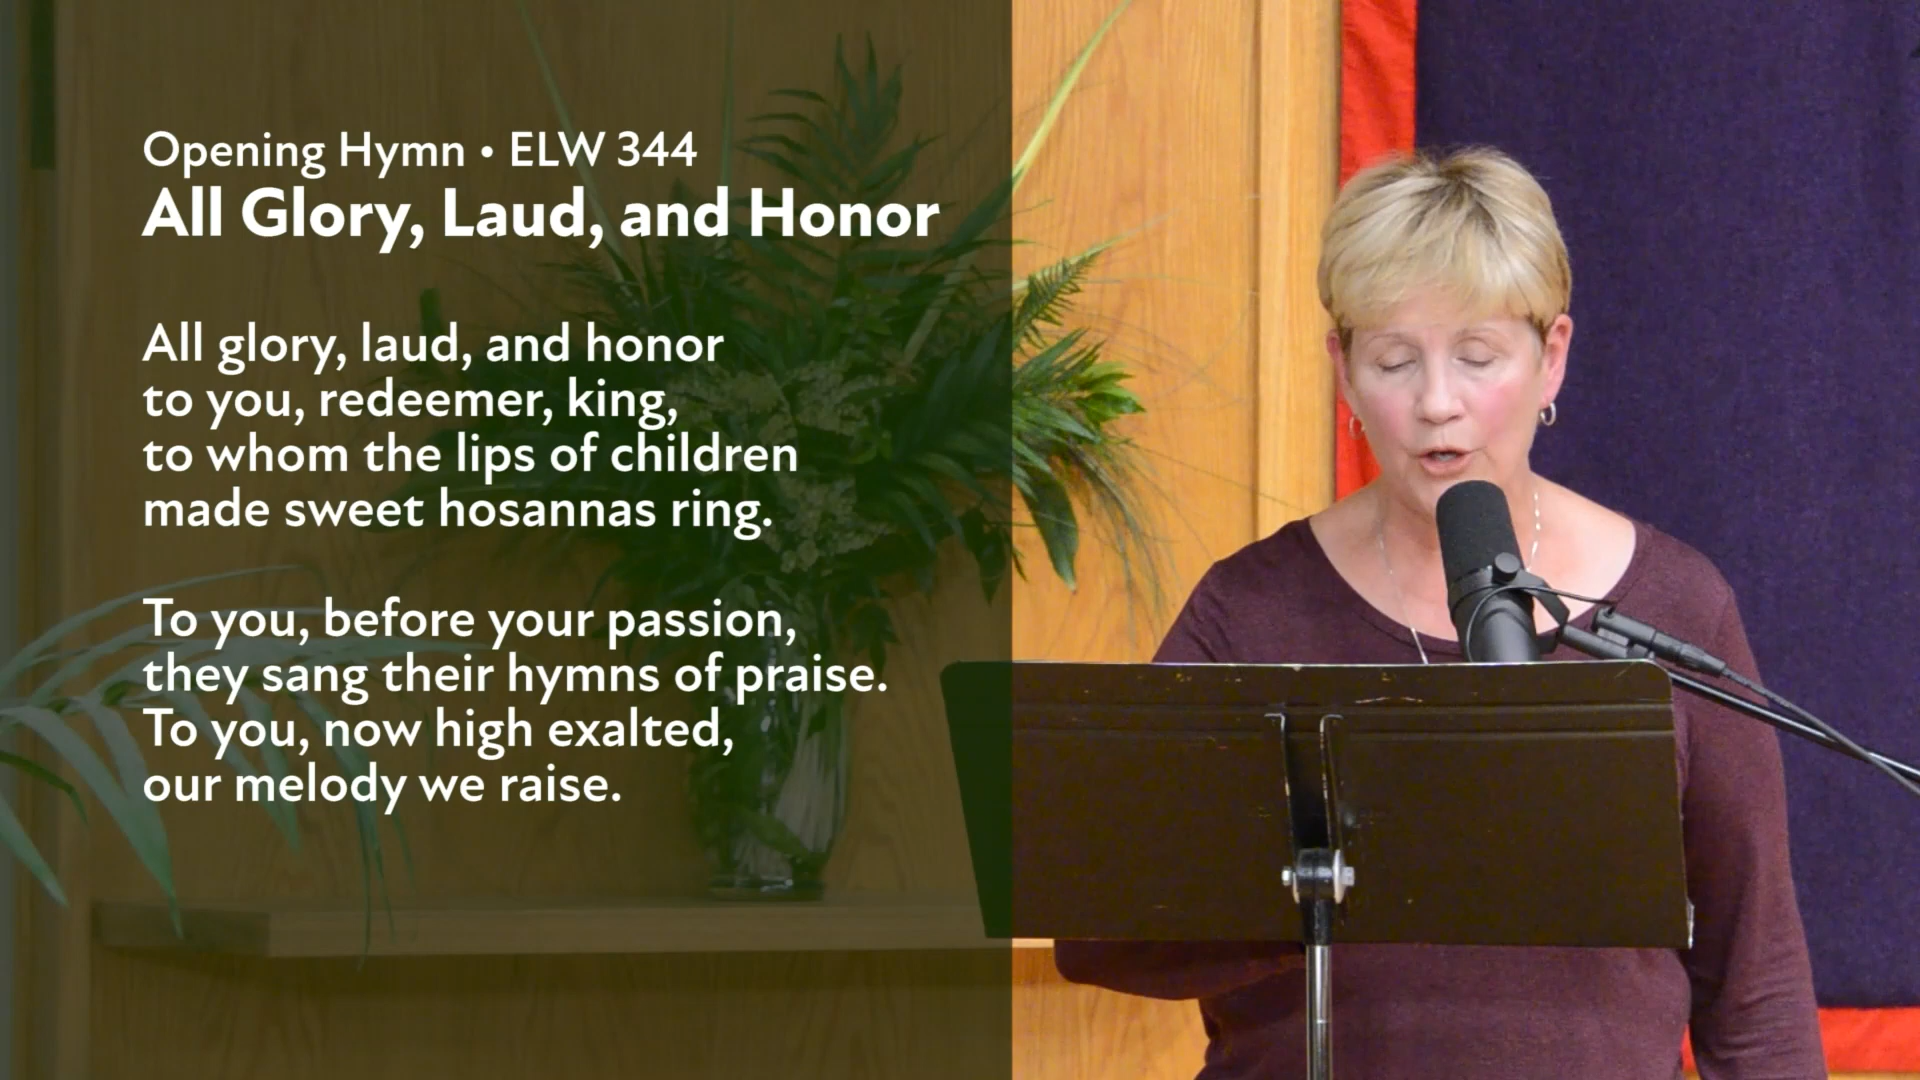 Opening Hymn • ELW 344
All Glory, Laud, and Honor
All glory, laud, and honor
to you, redeemer, king,
to whom the lips of children
made sweet hosannas ring.
To you, before your passion,
they sang their hymns of praise.
To you, now high exalted,
our melody we raise.